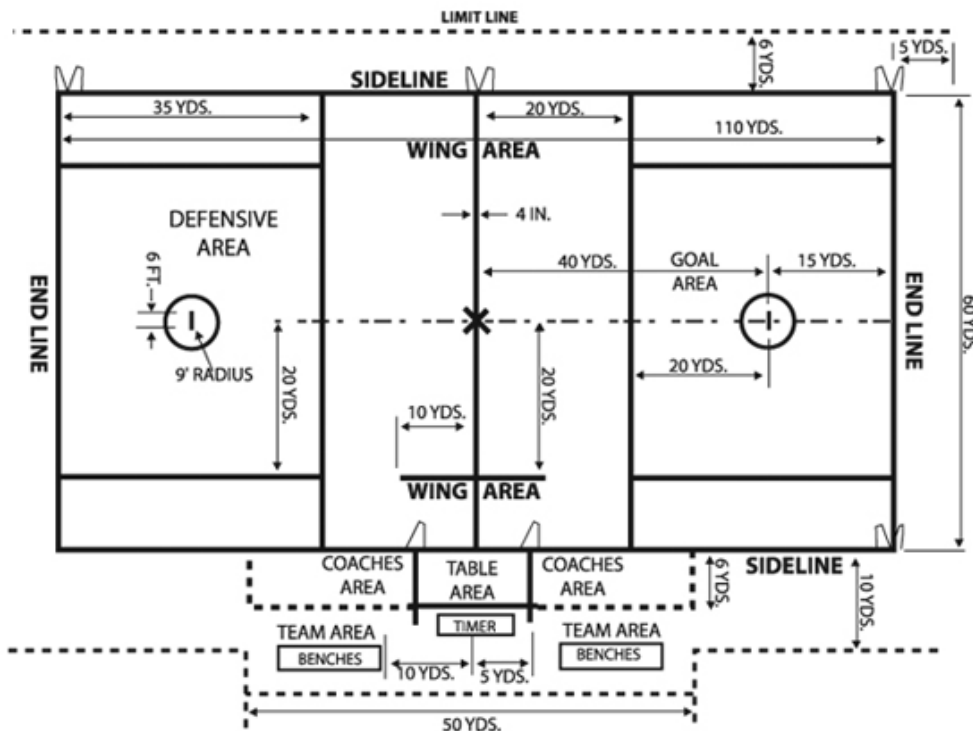 LIMIT LINE
6 YDS.
5 YDS.
SIDELINE
35 YDS.
20 YDS.
110 YDS.
WING AREA
DEFENSIVE
AREA
4 IN.
6 FT.
40 YDS.
GOAL
AREA
15 YDS.
END LINE
END LINE
60 YDS.
9' RADIUS
20 YDS.
20 YDS.
20 YDS.
10 YDS.
WING AREA
COACHES
AREA
TABLE
AREA
COACHES
AREA
6 YDS.
SIDELINE
10 YDS.
TEAM AREA
TIMER
TEAM AREA
BENCHES
BENCHES
10 YDS.
5 YDS.
50 YDS.